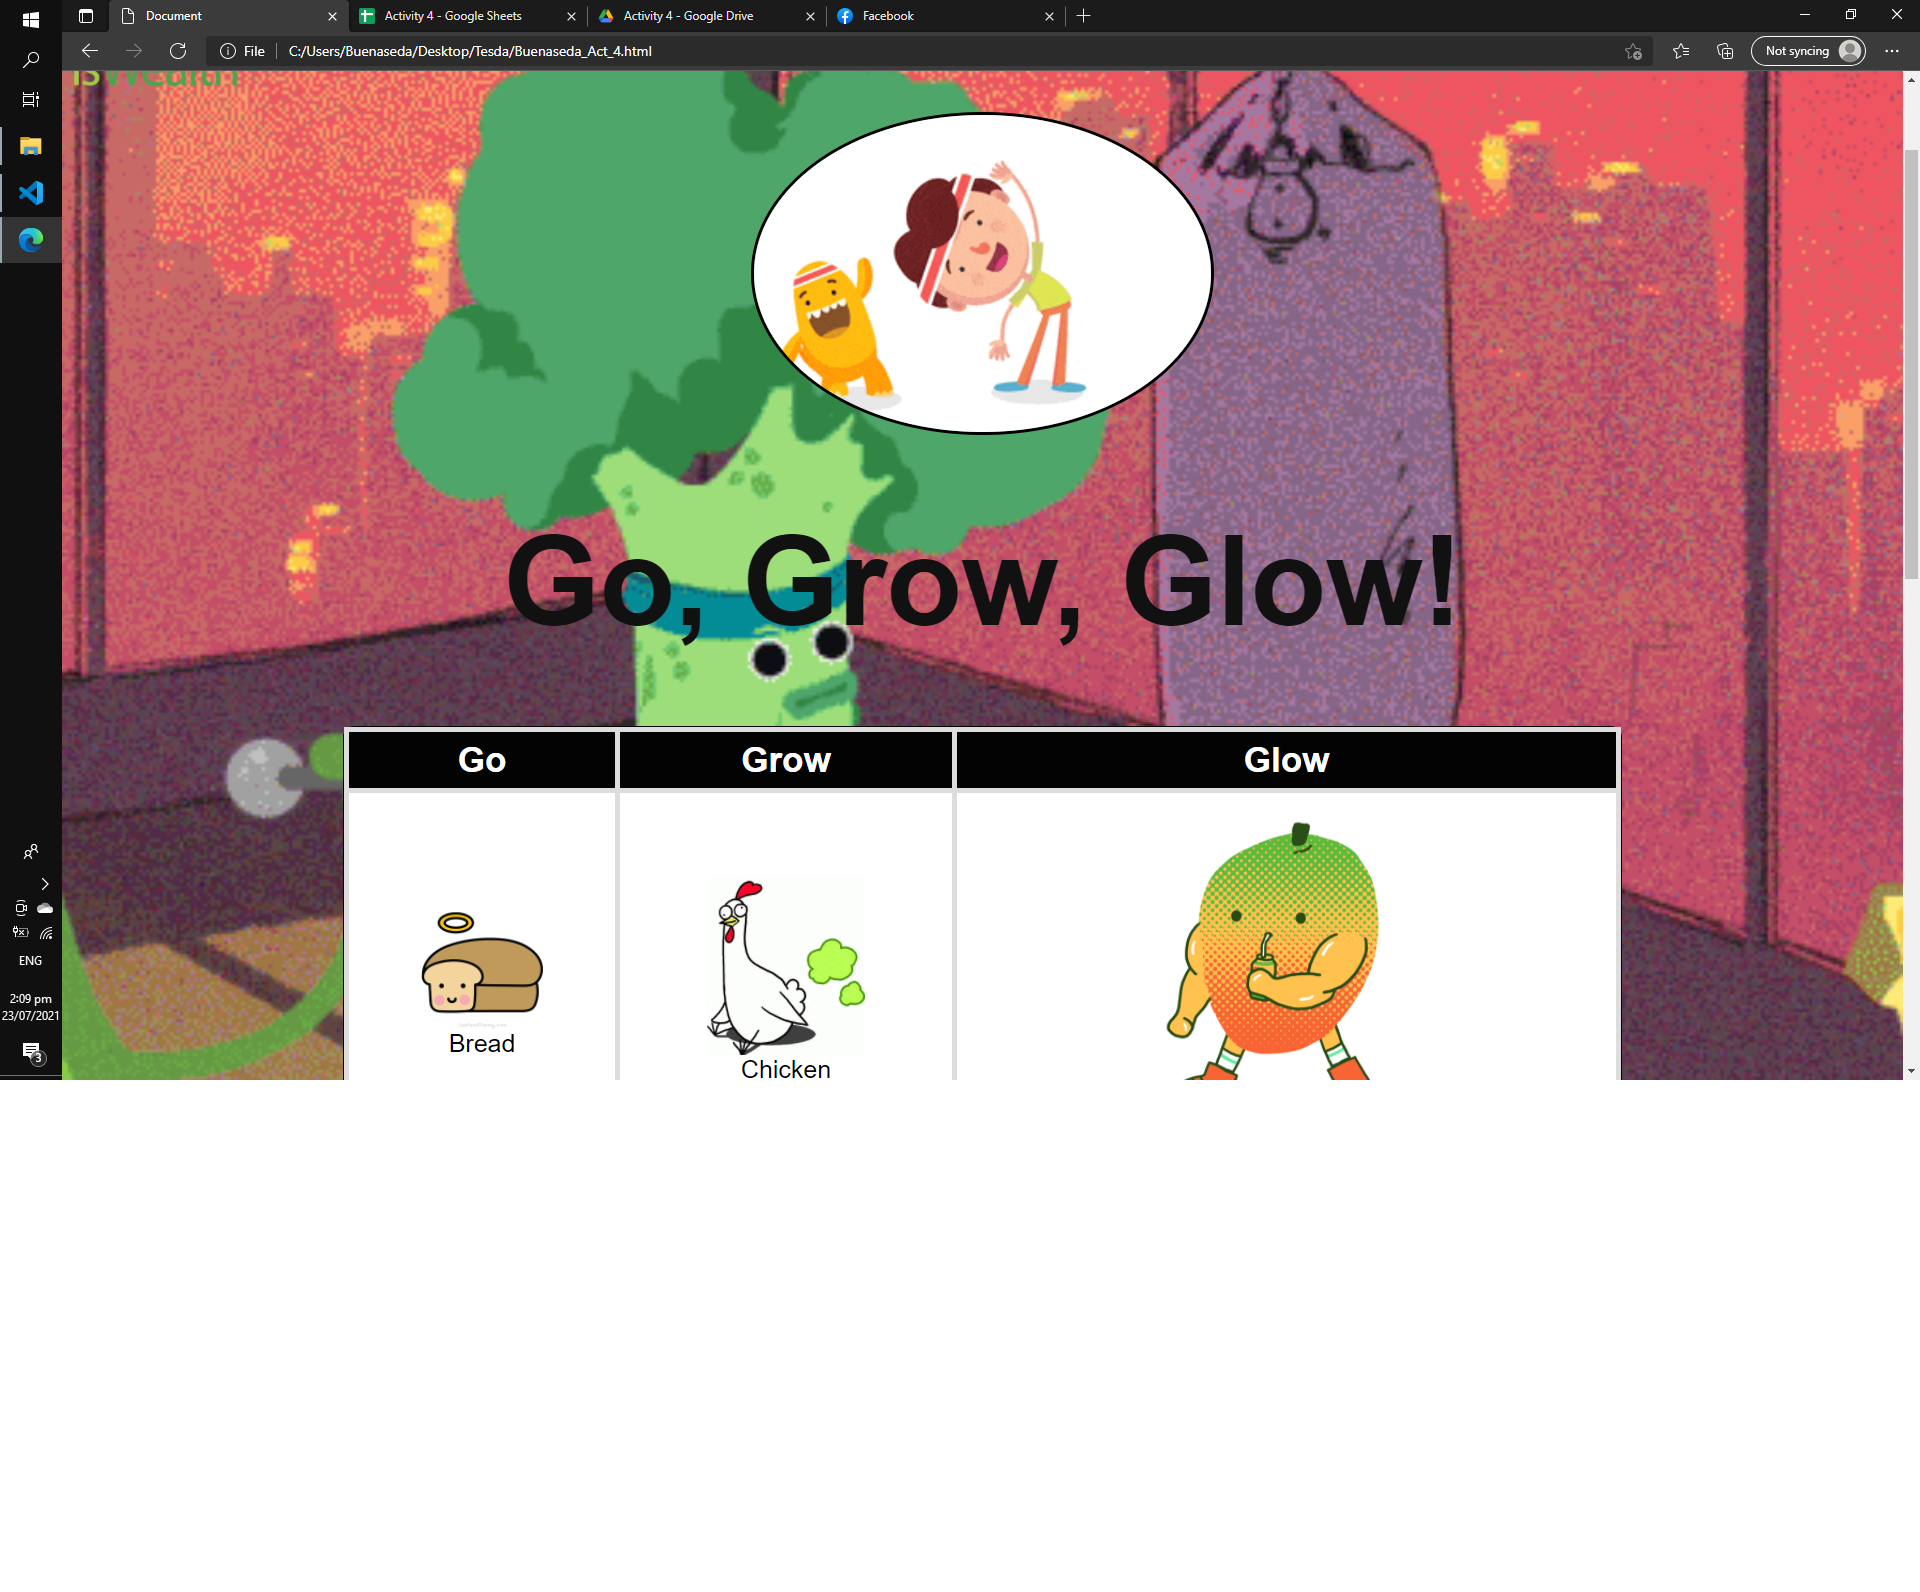 Document
Activity 4 - Google Sheets
Activity 4 - Google Drive
Facebook
File
C:/Users/Buenaseda/Desktop/Tesda/Buenaseda_Act_4.html
Not syncing
isWealth
Go, Grow, Glow!
Go
Grow
Glow
Bread
Chicken
ENG
2:09 pm
23/07/2021
3